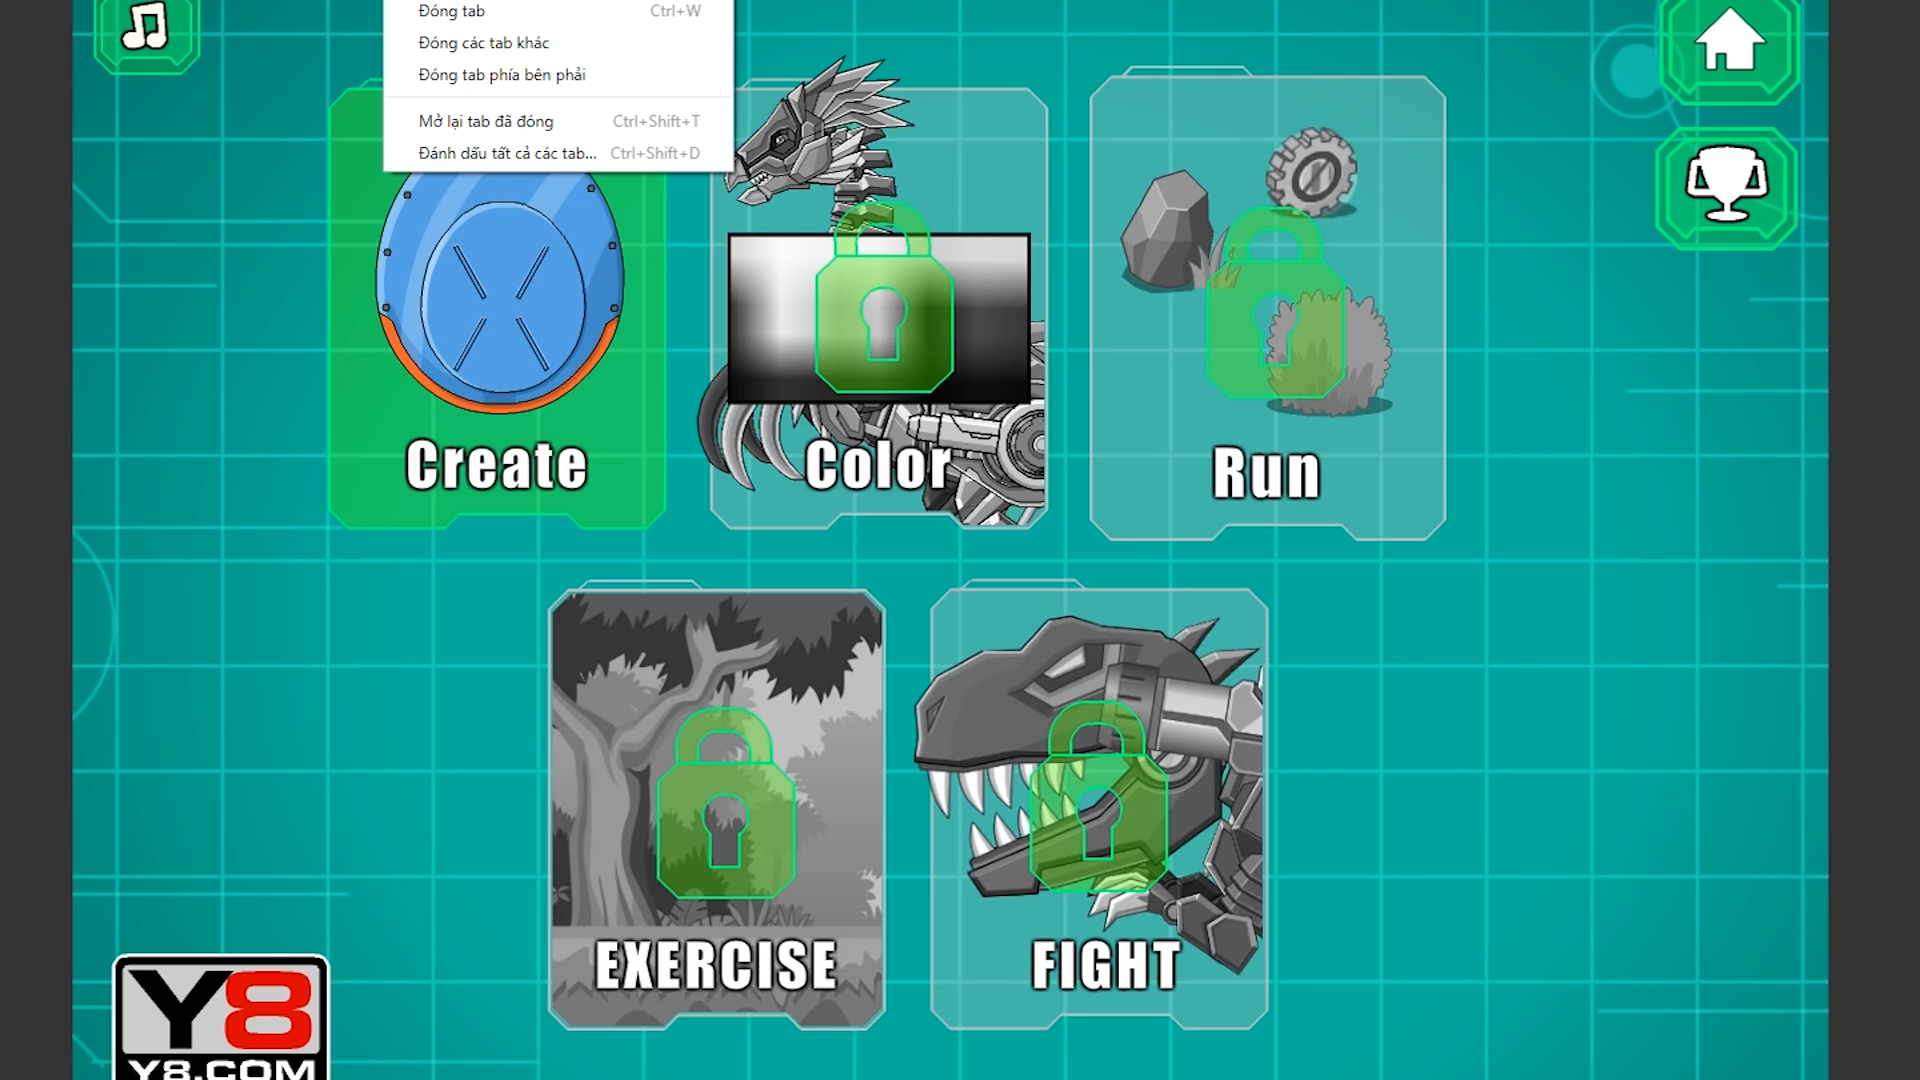 Đóng tab Ctrl+W
Đóng các tab khác
Đóng tab phía bên phải
Mở lại tab đã đóng Ctrl+Shift+T
Đánh dấu tất cả các tab... Ctrl+Shift+D
Create
Color
Run
EXERCISE
FIGHT
Y8
Y8.COM